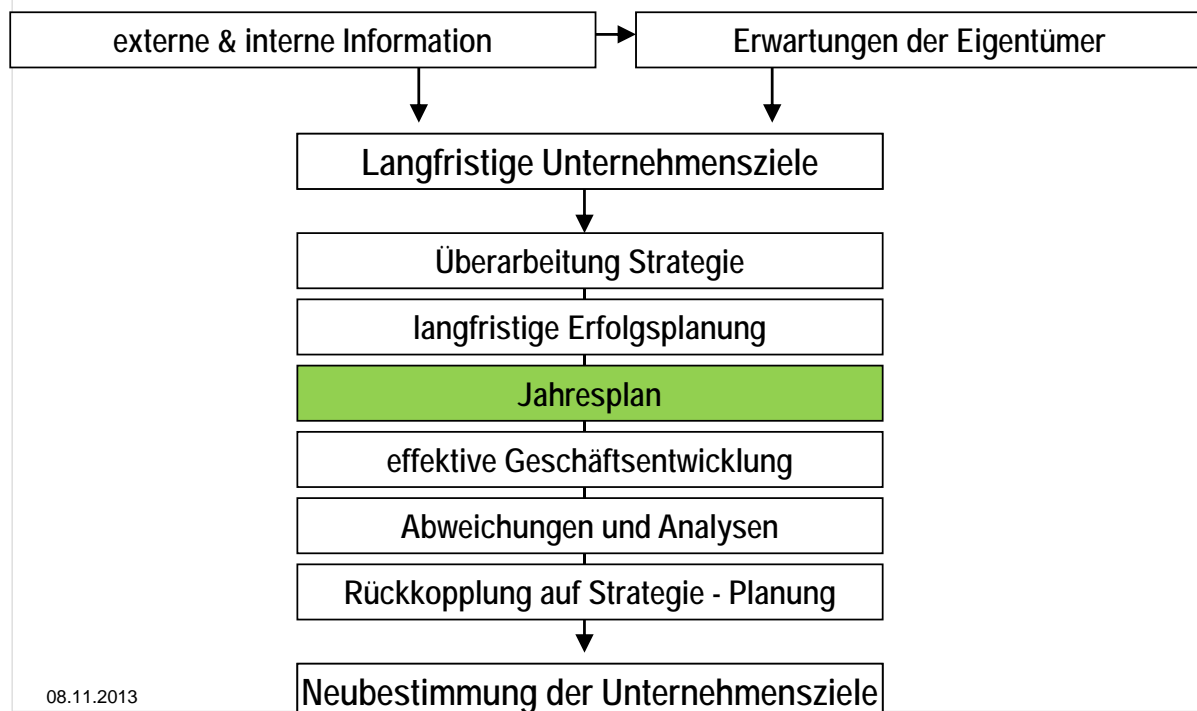 externe & interne Information
Erwartungen der Eigentümer
Langfristige Unternehmensziele
Überarbeitung Strategie
langfristige Erfolgsplanung
Jahresplan
effektive Geschäftsentwicklung
Abweichungen und Analysen
Rückkopplung auf Strategie - Planung
Neubestimmung der Unternehmensziele
08.11.2013